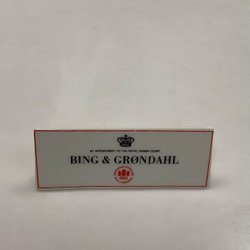 BY APPOINTMENT TO THE ROYAL DANISH COURT
BING & GRØNDAHL